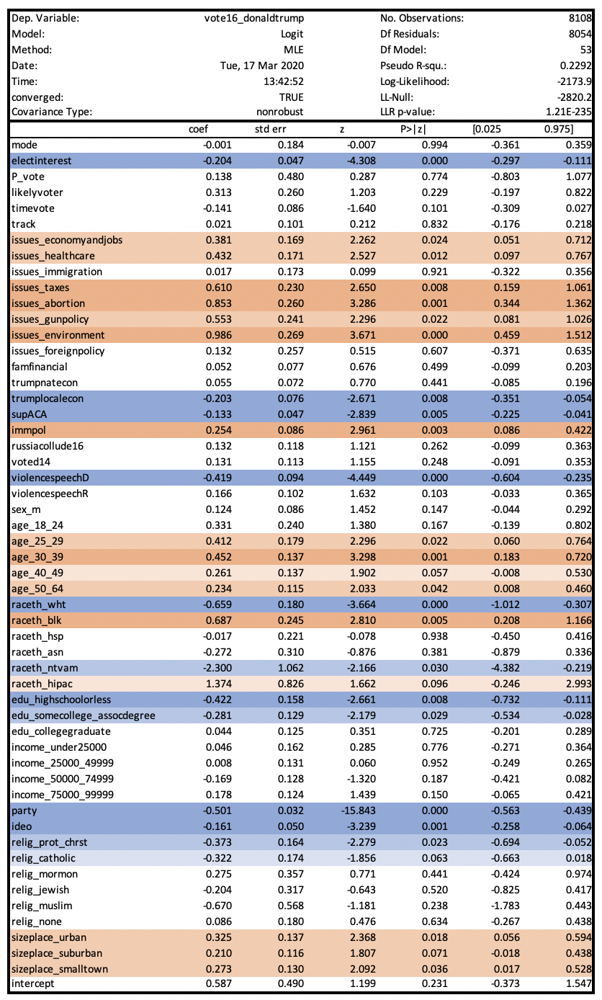 Dep. Variable: vote16_donaldtrump No. Observations: 8108
Model: Logit Df Residuals: 8054
Method: MLE Df Model: 53
Date: Tue, 17 Mar 2020 Pseudo R-squ.: 0.2292
Time: 13:42:52 Log-Likelihood: -2173.9
converged: TRUE LL-Null: -2820.2
Covariance Type: nonrobust LLR p-value: 1.21E-235
coef std err z P>|z| [0.025 0.975]
mode -0.001 0.184 -0.007 0.994 -0.361 0.359
electinterest -0.204 0.047 -4.308 0.000 -0.297 -0.111
P_vote 0.138 0.480 0.287 0.774 -0.803 1.077
likelyvoter 0.313 0.260 1.203 0.229 -0.197 0.822
timevote -0.141 0.086 -1.640 0.101 -0.309 0.027
track 0.021 0.101 0.212 0.832 -0.176 0.218
issues_economyandjobs 0.381 0.169 2.262 0.024 0.051 0.712
issues_healthcare 0.432 0.171 2.527 0.012 0.097 0.767
issues_immigration 0.017 0.173 0.099 0.921 -0.322 0.356
issues_taxes 0.610 0.230 2.650 0.008 0.159 1.061
issues_abortion 0.853 0.260 3.286 0.001 0.344 1.362
issues_gunpolicy 0.553 0.241 2.296 0.022 0.081 1.026
issues_environment 0.986 0.269 3.671 0.000 0.459 1.512
issues_foreignpolicy 0.132 0.257 0.515 0.607 -0.371 0.635
famfinancial 0.052 0.077 0.676 0.499 -0.099 0.203
trumpnatecon 0.055 0.072 0.770 0.441 -0.085 0.196
trumplocalecon -0.203 0.076 -2.671 0.008 -0.351 -0.054
supACA -0.133 0.047 -2.839 0.005 -0.225 -0.041
immpol 0.254 0.086 2.961 0.003 0.086 0.422
russiacollude16 0.132 0.118 1.121 0.262 -0.099 0.363
voted14 0.131 0.113 1.155 0.248 -0.091 0.353
violencespeechD -0.419 0.094 -4.449 0.000 -0.604 -0.235
violencespeechR 0.166 0.102 1.632 0.103 -0.033 0.365
sex_m 0.124 0.086 1.452 0.147 -0.044 0.292
age_18_24 0.331 0.240 1.380 0.167 -0.139 0.802
age_25_29 0.412 0.179 2.296 0.022 0.060 0.764
age_30_39 0.452 0.137 3.298 0.001 0.183 0.720
age_40_49 0.261 0.137 1.902 0.057 -0.008 0.530
age_50_64 0.234 0.115 2.033 0.042 0.008 0.460
raceth_wht -0.659 0.180 -3.664 0.000 -1.012 -0.307
raceth_blk 0.687 0.245 2.810 0.005 0.208 1.166
raceth_hsp -0.017 0.221 -0.078 0.938 -0.450 0.416
raceth_asn -0.272 0.310 -0.876 0.381 -0.879 0.336
raceth_ntvam -2.300 1.062 -2.166 0.030 -4.382 -0.219
raceth_hipac 1.374 0.826 1.662 0.096 -0.246 2.993
edu_highschoolorless -0.422 0.158 -2.661 0.008 -0.732 -0.111
edu_somecollege_assocdegree -0.281 0.129 -2.179 0.029 -0.534 -0.028
edu_collegegraduate 0.044 0.125 0.351 0.725 -0.201 0.289
income_under25000 0.046 0.162 0.285 0.776 -0.271 0.364
income_25000_49999 0.008 0.131 0.060 0.952 -0.249 0.265
income_50000_74999 -0.169 0.128 -1.320 0.187 -0.421 0.082
income_75000_99999 0.178 0.124 1.439 0.150 -0.065 0.421
party -0.501 0.032 -15.843 0.000 -0.563 -0.439
ideo -0.161 0.050 -3.239 0.001 -0.258 -0.064
relig_prot_chrst -0.373 0.164 -2.279 0.023 -0.694 -0.052
relig_catholic -0.322 0.174 -1.856 0.063 -0.663 0.018
relig_mormon 0.275 0.357 0.771 0.441 -0.424 0.974
relig_jewish -0.204 0.317 -0.643 0.520 -0.825 0.417
relig_muslim -0.670 0.568 -1.181 0.238 -1.783 0.443
relig_none 0.086 0.180 0.476 0.634 -0.267 0.438
sizeplace_urban 0.325 0.137 2.368 0.018 0.056 0.594
sizeplace_suburban 0.210 0.116 1.807 0.071 -0.018 0.438
sizeplace_smalltown 0.273 0.130 2.092 0.036 0.017 0.528
intercept 0.587 0.490 1.199 0.231 -0.373 1.547